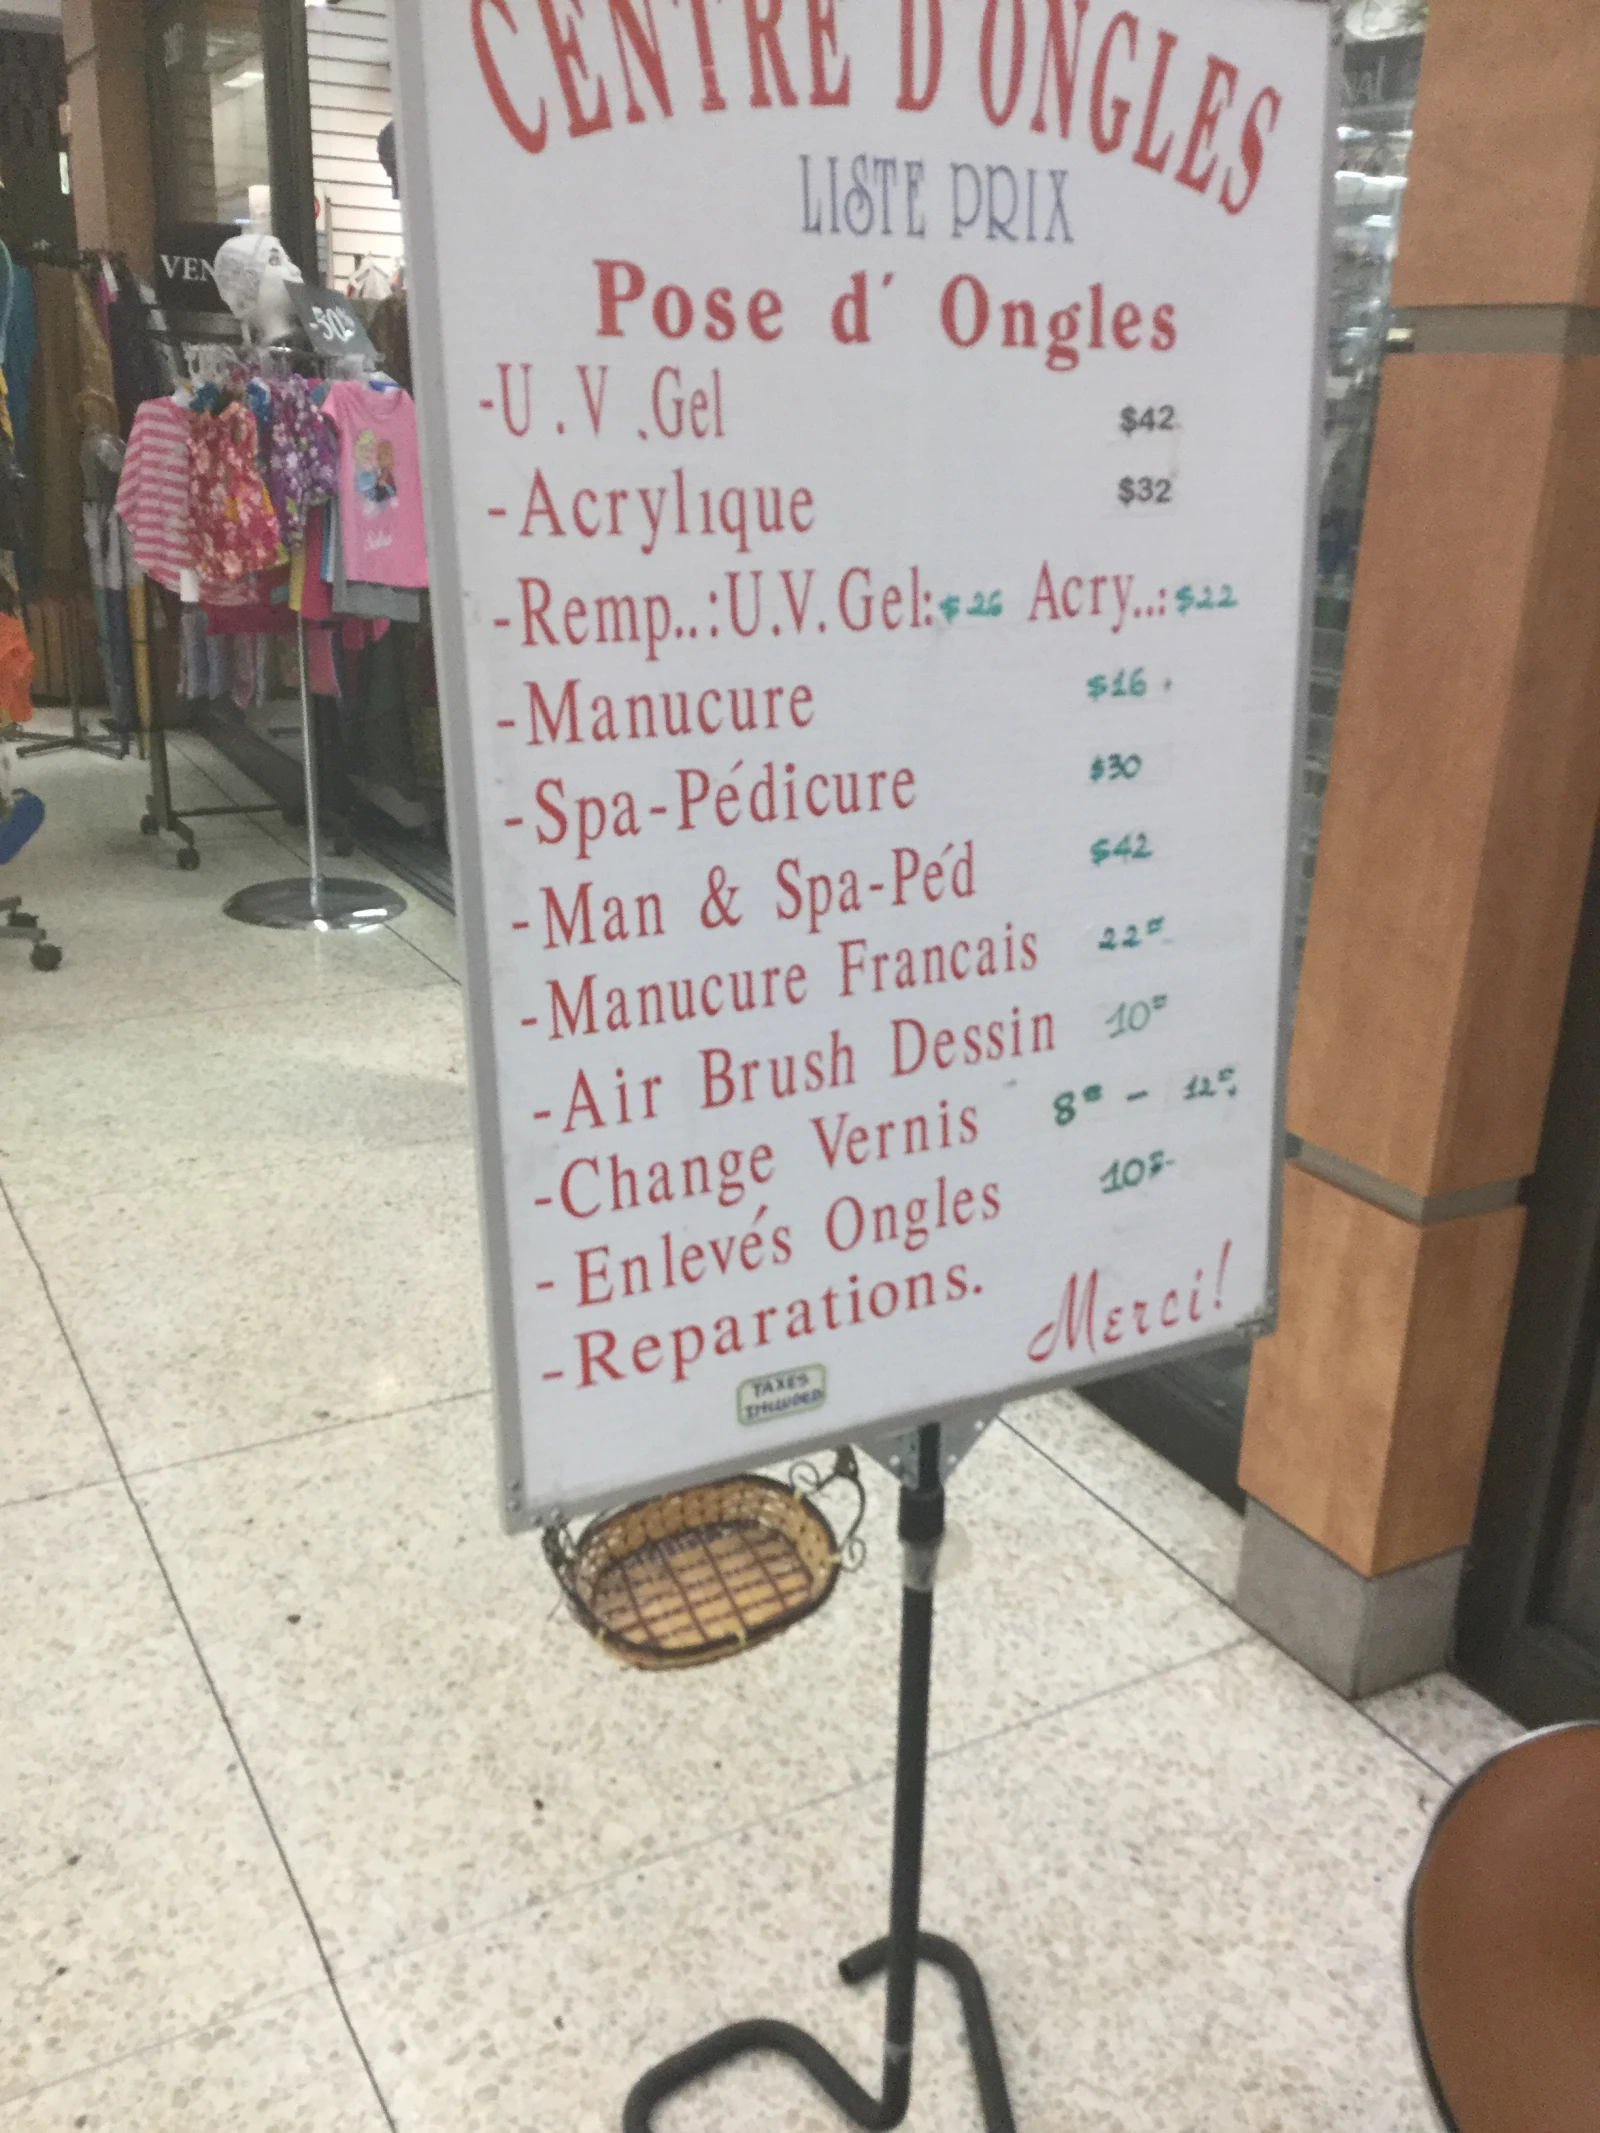 CENTRE D'ONGLES
LISTE PRIX
Pose d' Ongles
-U.V.Gel $42
-Acrylique $32
-Remp..:U.V.Gel:$26 Acry..:$22
-Manucure $16
-Spa-Pédicure $30
-Man & Spa-Péd $42
-Manucure Francais 22=
-Air Brush Dessin 10=
-Change Vernis 8= - 12=
-Enlevés Ongles 10=
-Reparations.
Merci!
TAXES
VEN
-50%